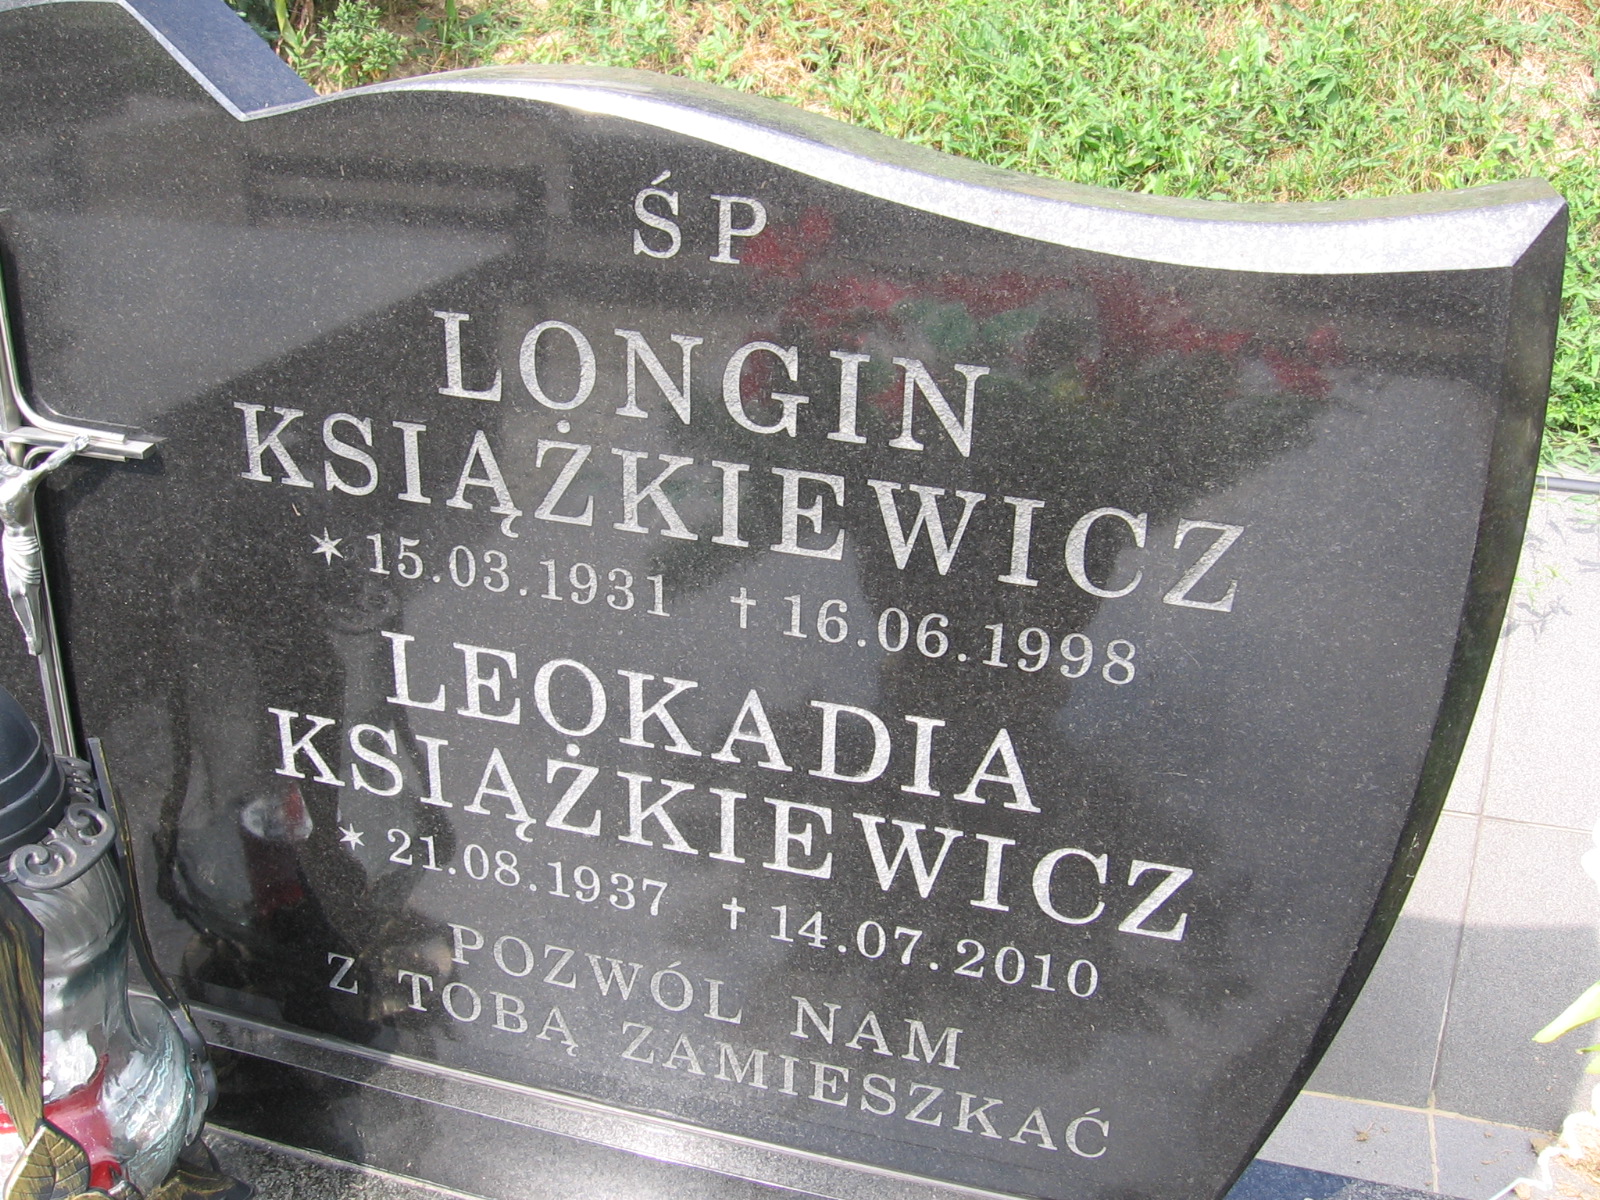 ŚP
LONGIN
KSIĄŻKIEWICZ
✶ 15.03.1931 † 16.06.1998
LEOKADIA
KSIĄŻKIEWICZ
✶ 21.08.1937 † 14.07.2010
POZWÓL NAM
Z TOBĄ ZAMIESZKAĆ